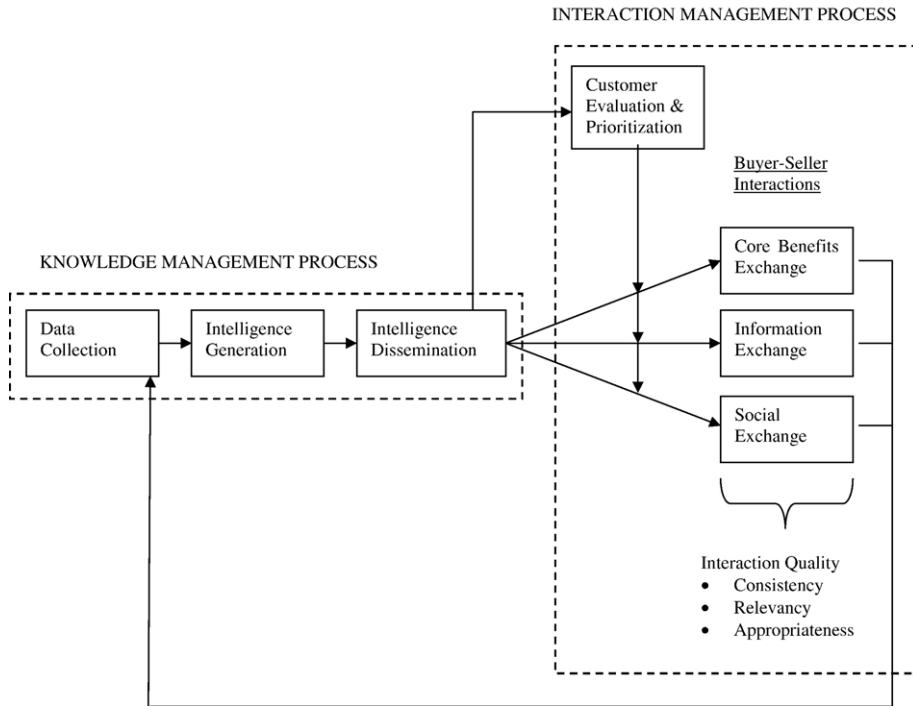 INTERACTION MANAGEMENT PROCESS
Customer
Evaluation &
Prioritization
Buyer-Seller
Interactions
KNOWLEDGE MANAGEMENT PROCESS
Data
Collection
Intelligence
Generation
Intelligence
Dissemination
Core Benefits
Exchange
Information
Exchange
Social
Exchange
Interaction Quality
• Consistency
• Relevancy
• Appropriateness